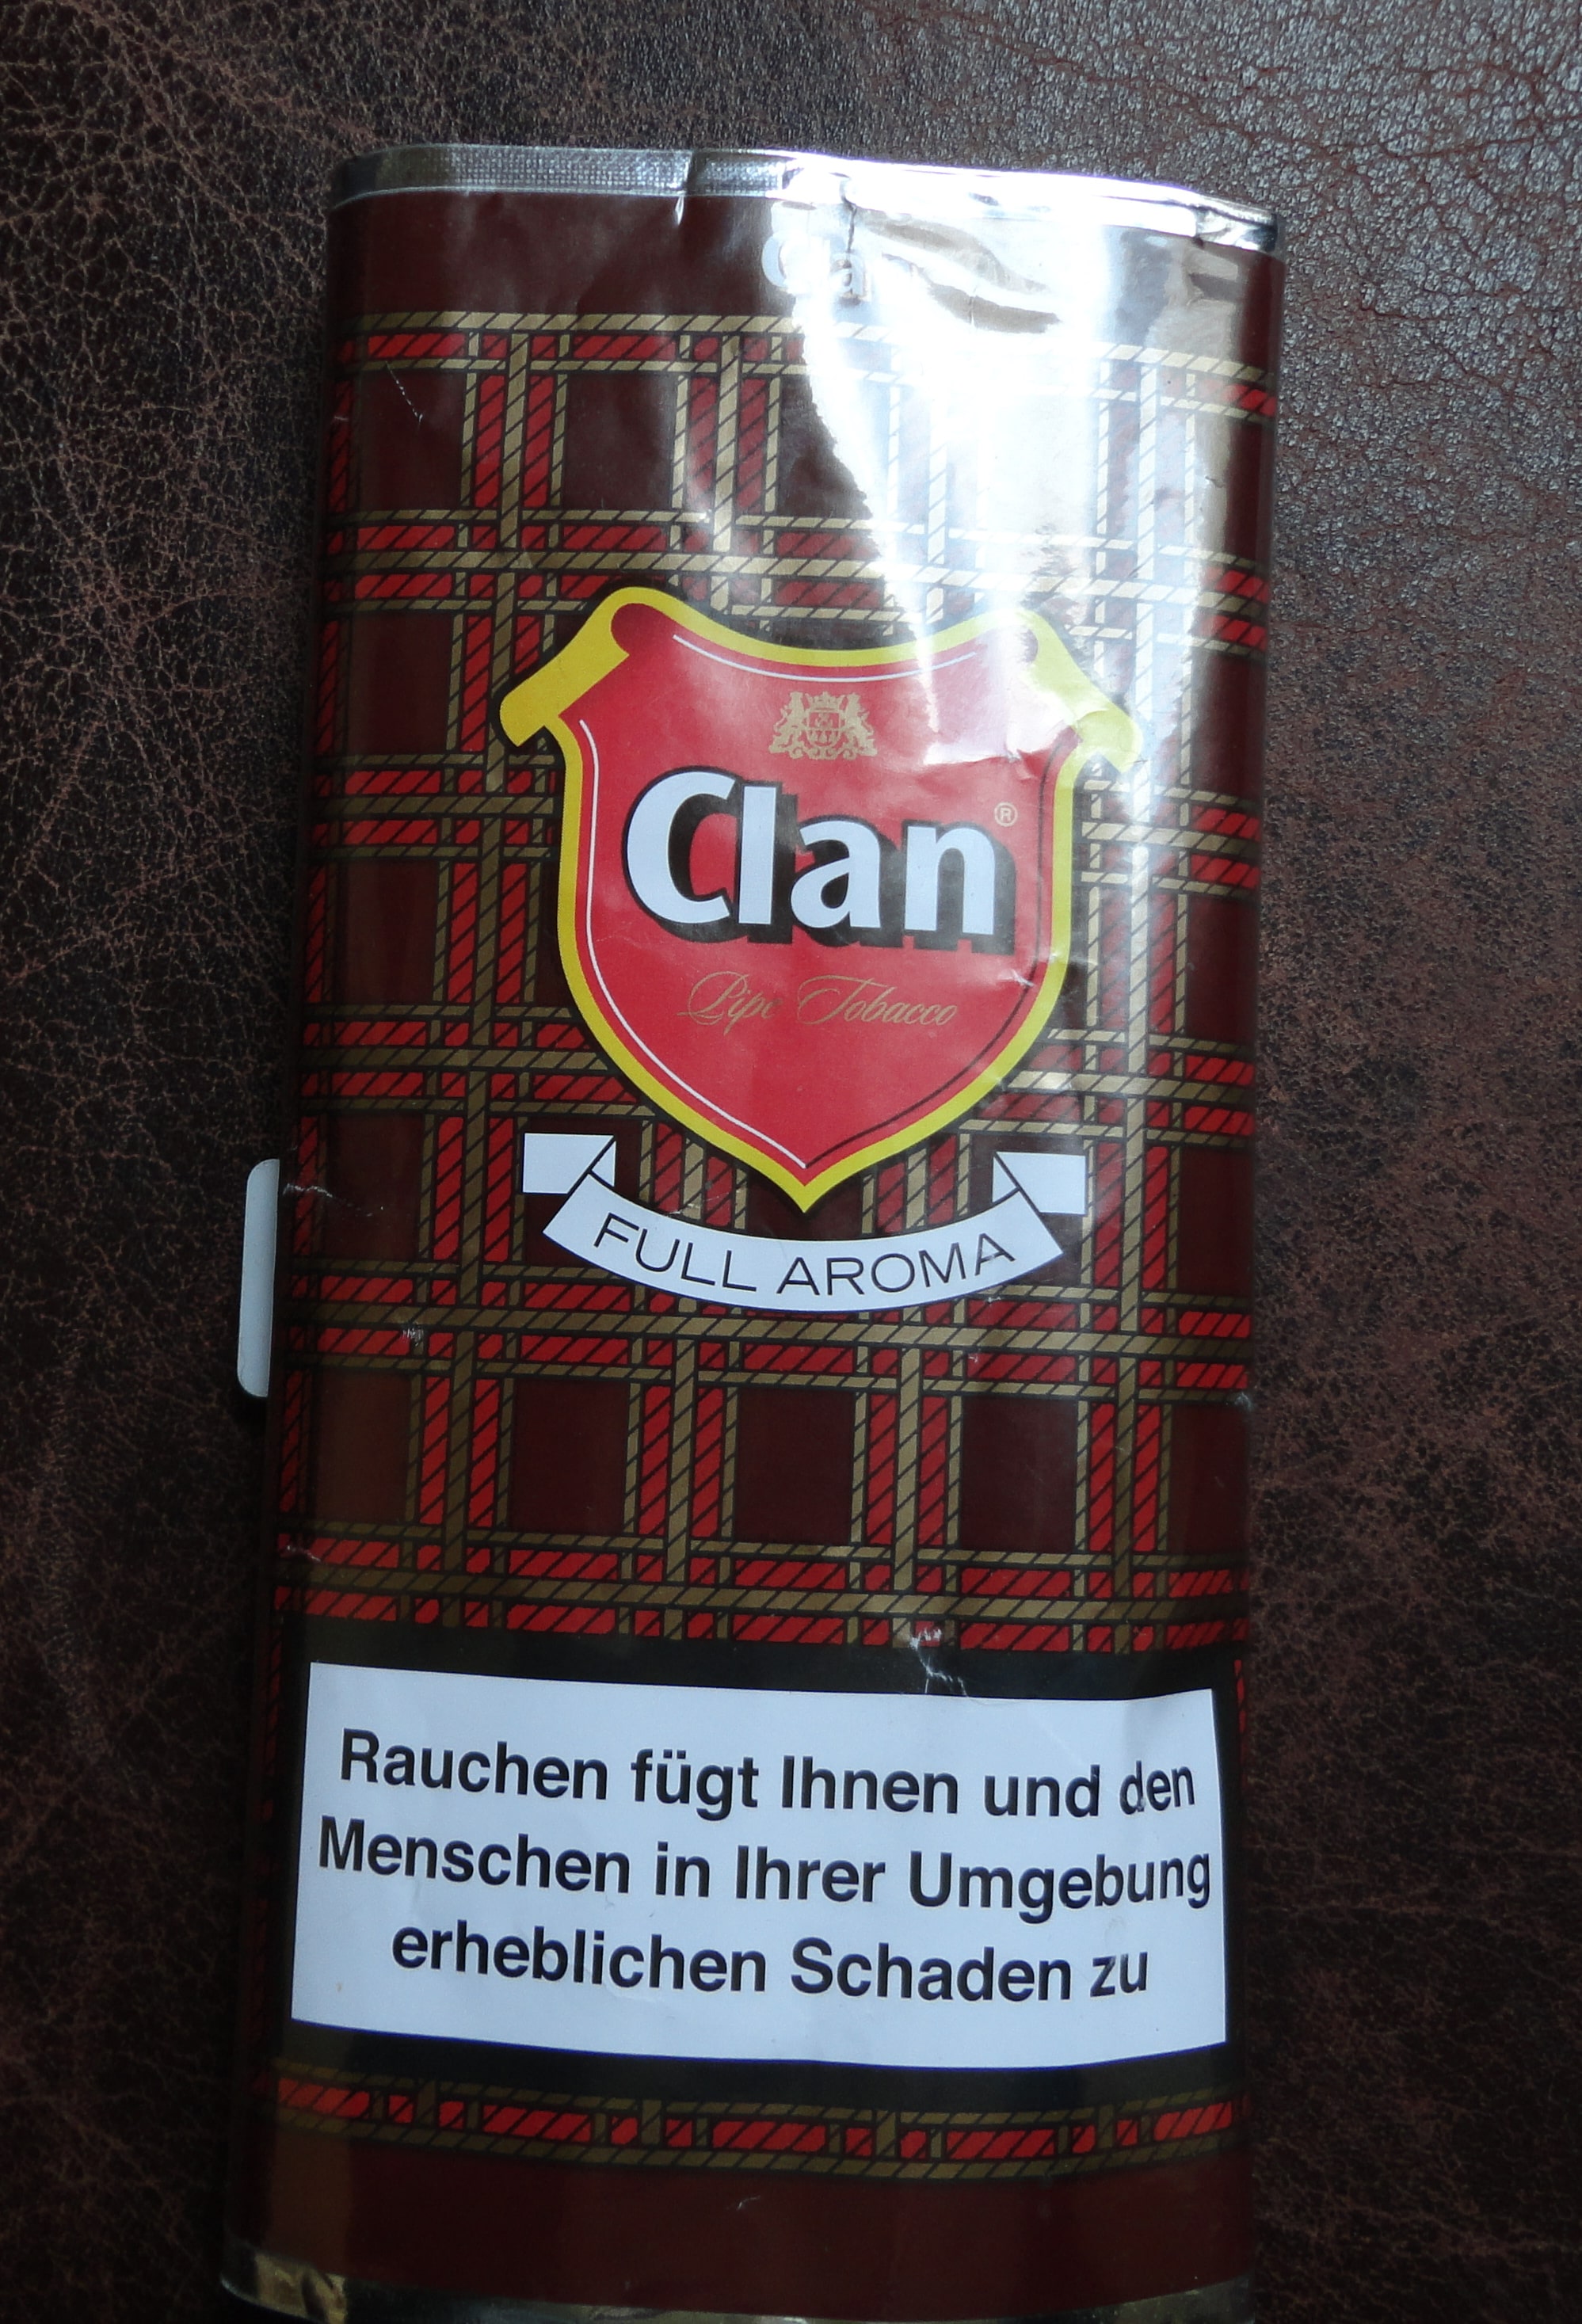 Clan®
Pipe Tobacco
FULL AROMA
Rauchen fügt Ihnen und den
Menschen in Ihrer Umgebung
erheblichen Schaden zu